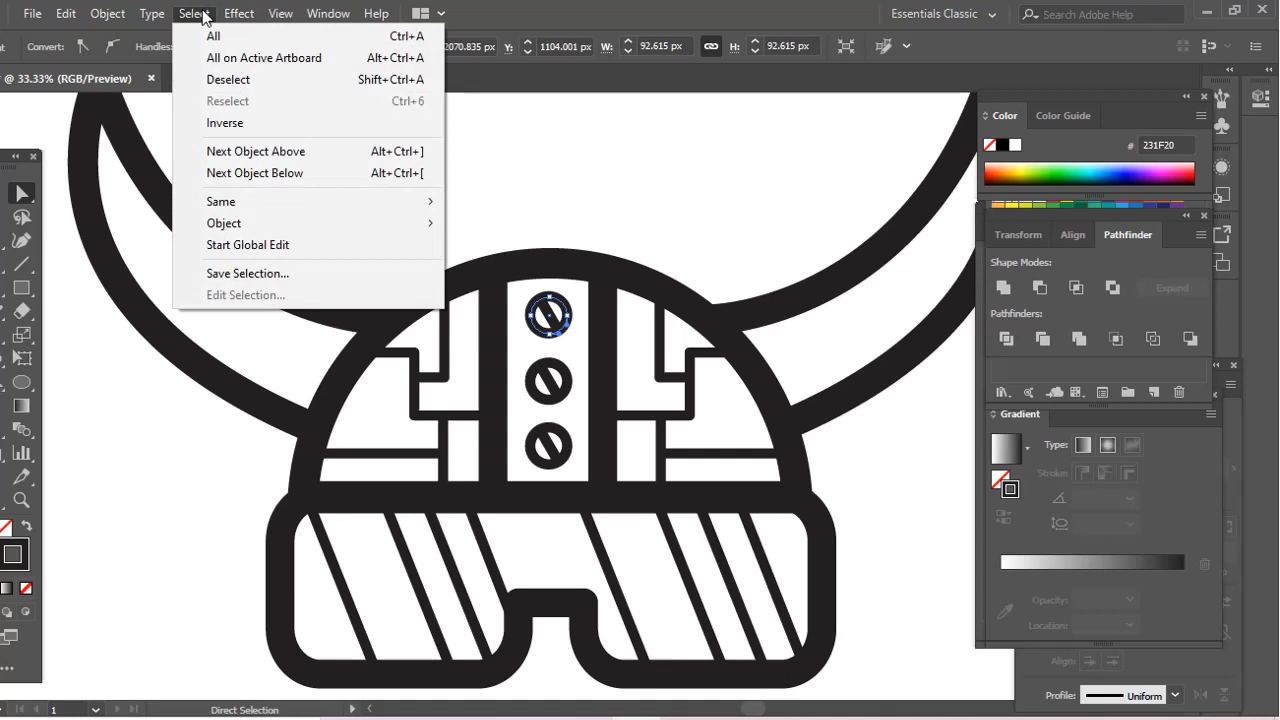 File Edit Object Type Select Effect View Window Help Essentials Classic Search Adobe Help
Convert: Handles: 2070.835 px Y: 1104.001 px W: 92.615 px H: 92.615 px
@ 33.33% (RGB/Preview)
All Ctrl+A
All on Active Artboard Alt+Ctrl+A
Deselect Shift+Ctrl+A
Reselect Ctrl+6
Inverse
Next Object Above Alt+Ctrl+]
Next Object Below Alt+Ctrl+[
Same
Object
Start Global Edit
Save Selection...
Edit Selection...
Color Color Guide
# 231F20
Transform Align Pathfinder
Shape Modes:
Expand
Pathfinders:
Gradient
Type:
Stroke:
Opacity:
Location:
Align:
Profile: Uniform
1 Direct Selection